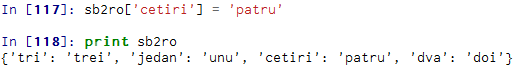 In [117]: sb2ro['cetiri'] = 'patru'
In [118]: print sb2ro
{'tri': 'trei', 'jedan': 'unu', 'cetiri': 'patru', 'dva': 'doi'}